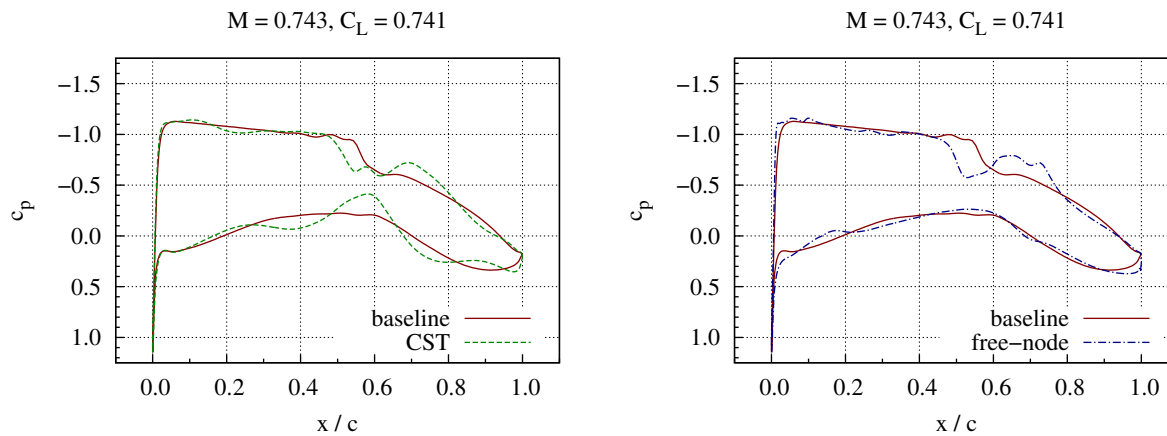 M = 0.743, C_L = 0.741
−1.5
−1.0
−0.5
0.0
0.5
1.0
c_p
baseline
CST
0.0 0.2 0.4 0.6 0.8 1.0
x / c
M = 0.743, C_L = 0.741
−1.5
−1.0
−0.5
0.0
0.5
1.0
c_p
baseline
free−node
0.0 0.2 0.4 0.6 0.8 1.0
x / c